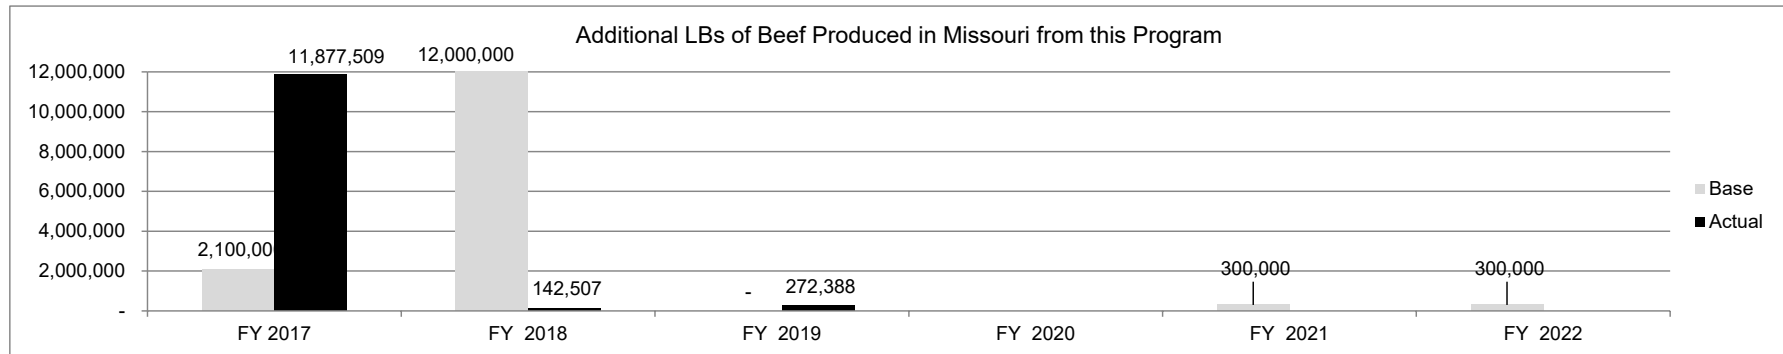 Additional LBs of Beef Produced in Missouri from this Program
11,877,509
12,000,000
12,000,000
10,000,000
8,000,000
6,000,000
4,000,000
2,000,000
-
2,100,00
142,507
-
272,388
300,000
300,000
FY 2017
FY 2018
FY 2019
FY 2020
FY 2021
FY 2022
Base
Actual